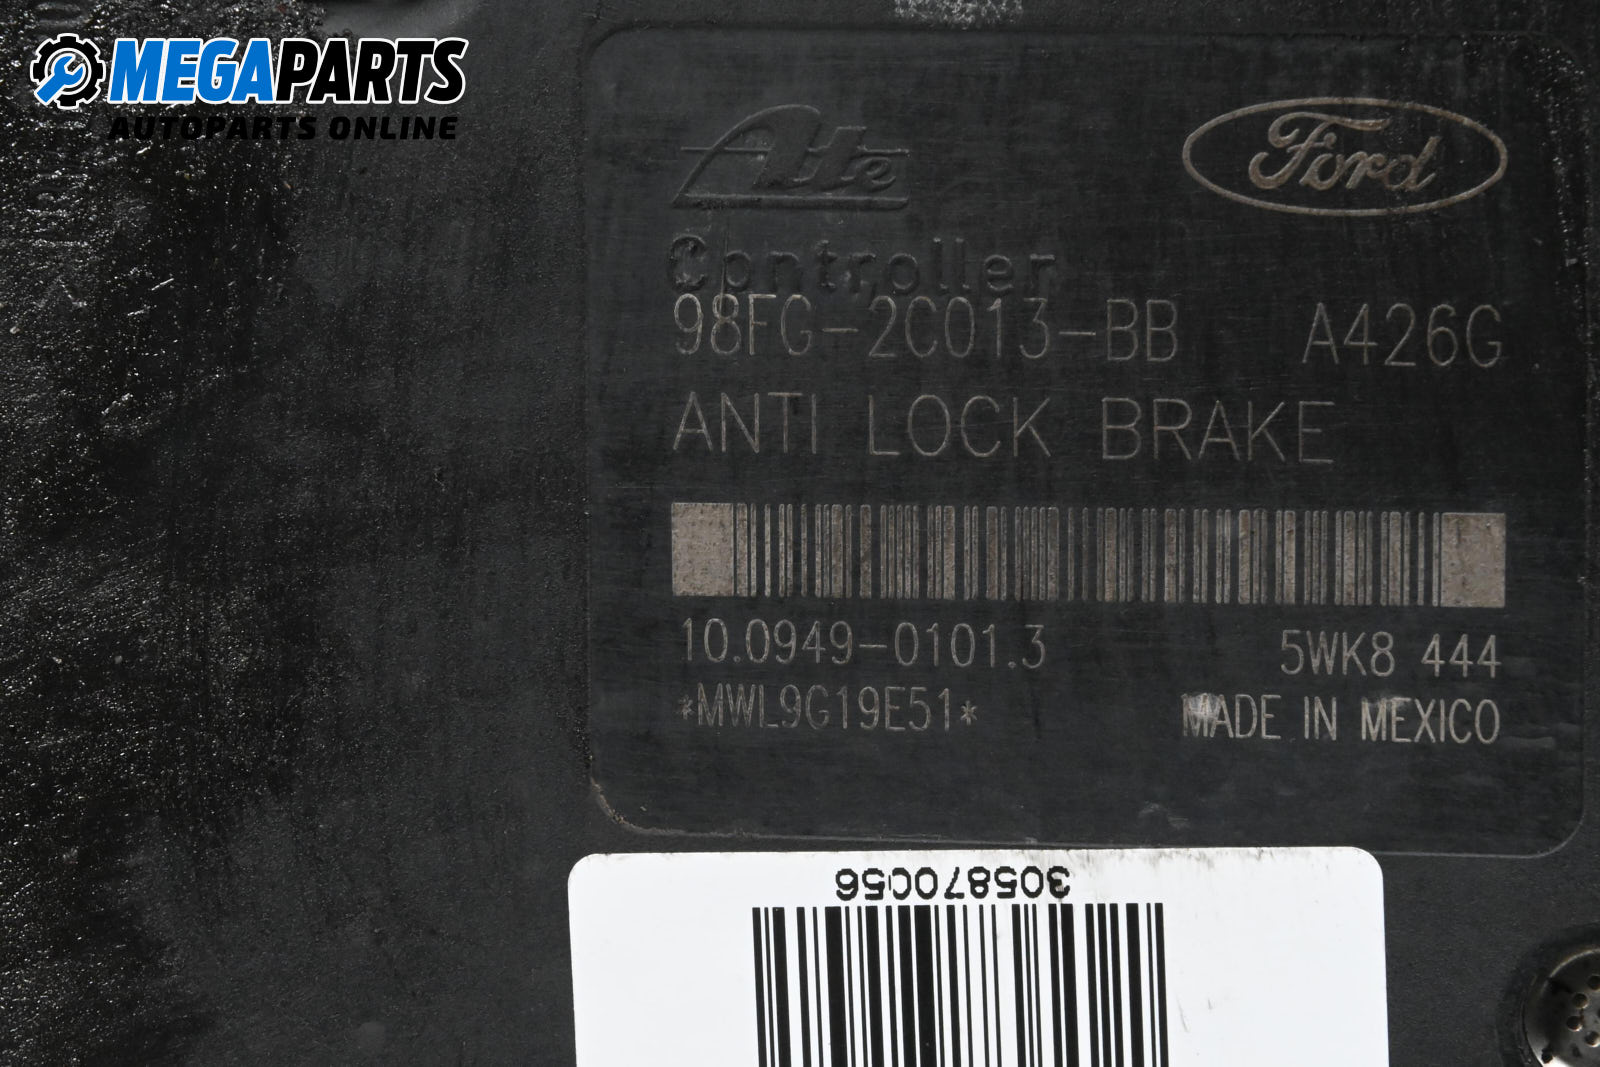 MEGAPARTS
AUTOPARTS ONLINE
Ate
Ford
Controller
98FG-2C013-BB A426G
ANTI LOCK BRAKE
10.0949-0101.3 5WK8 444
*MWL9G19E51* MADE IN MEXICO
305870056